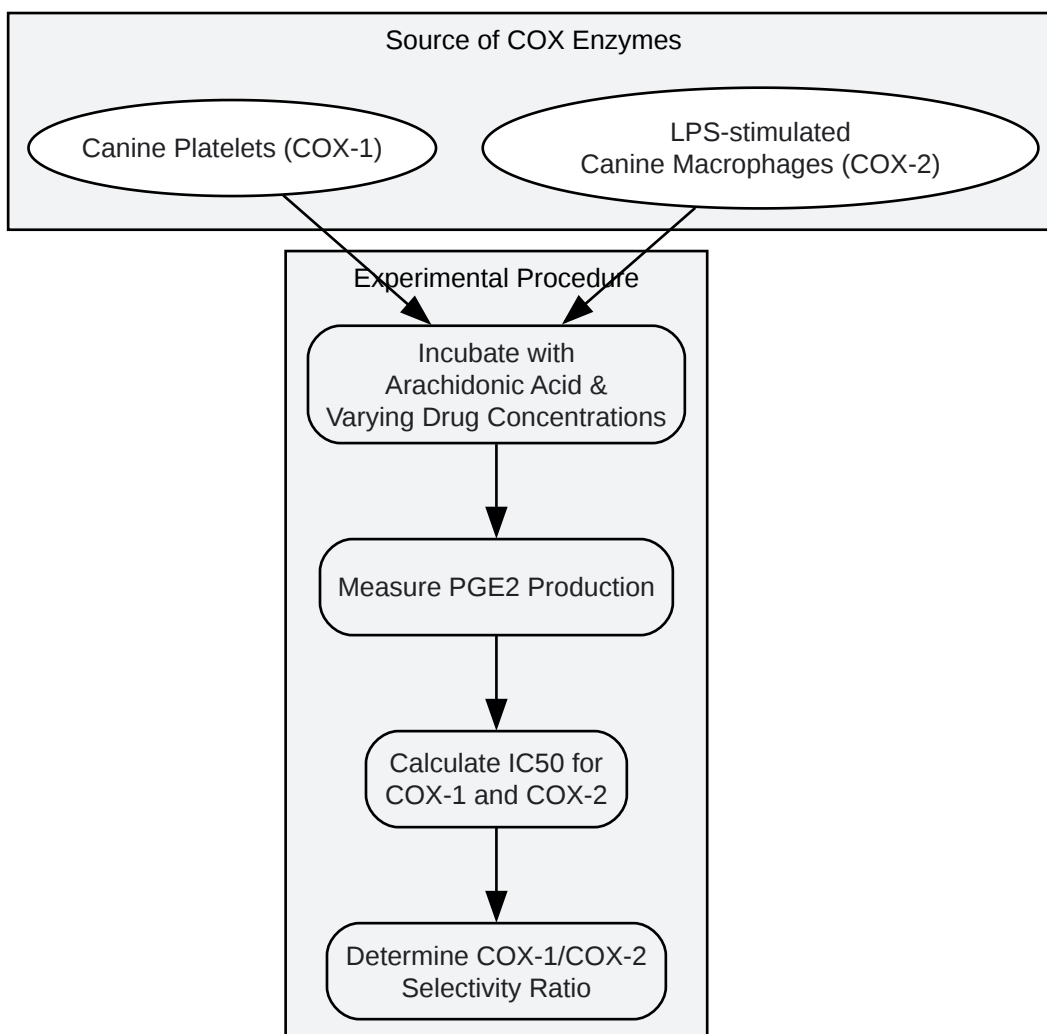 Source of COX Enzymes
Canine Platelets (COX-1)
LPS-stimulated
Canine Macrophages (COX-2)
Experimental Procedure
Incubate with
Arachidonic Acid &
Varying Drug Concentrations
Measure PGE2 Production
Calculate IC50 for
COX-1 and COX-2
Determine COX-1/COX-2
Selectivity Ratio